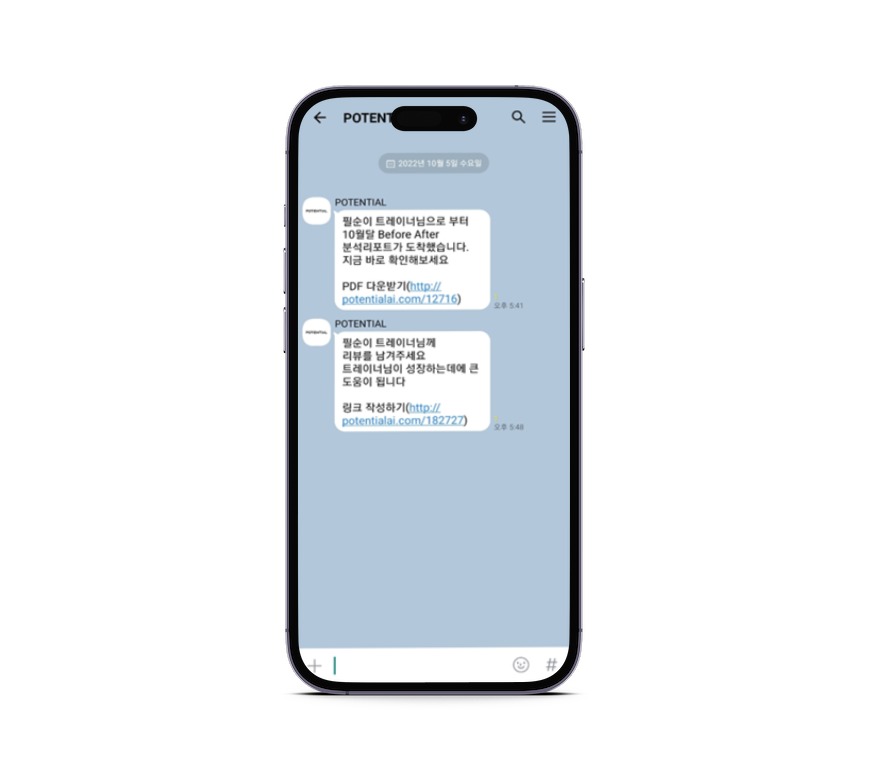 POTENT
2022년 10월 5일 수요일
POTENTIAL
POTENTIAL
필순이 트레이너님으로 부터
10월달 Before After
분석리포트가 도착했습니다.
지금 바로 확인해보세요
PDF 다운받기(http://
potentialai.com/12716)
오후 5:41
POTENTIAL
POTENTIAL
필순이 트레이너님께
리뷰를 남겨주세요
트레이너님이 성장하는데에 큰
도움이 됩니다
링크 작성하기(http://
potentialai.com/182727)
오후 5:48
#